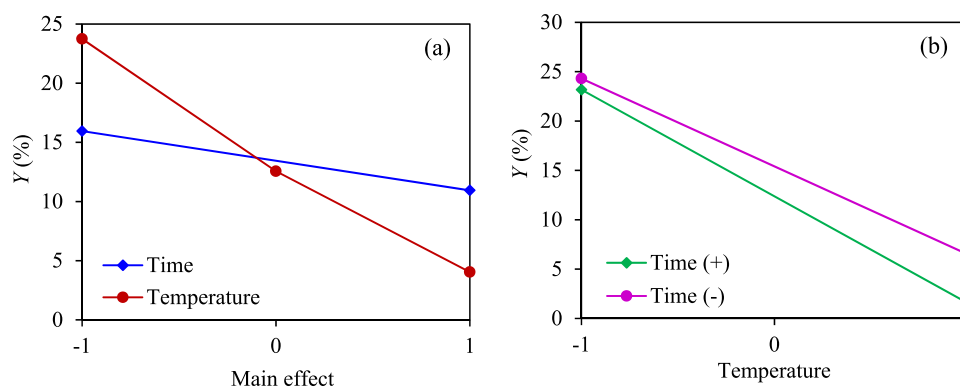 (a)
25
20
15
10
5
0
Y (%)
Time
Temperature
-1
0
1
Main effect
(b)
30
25
20
15
10
5
0
Y (%)
Time (+)
Time (-)
-1
0
Temperature